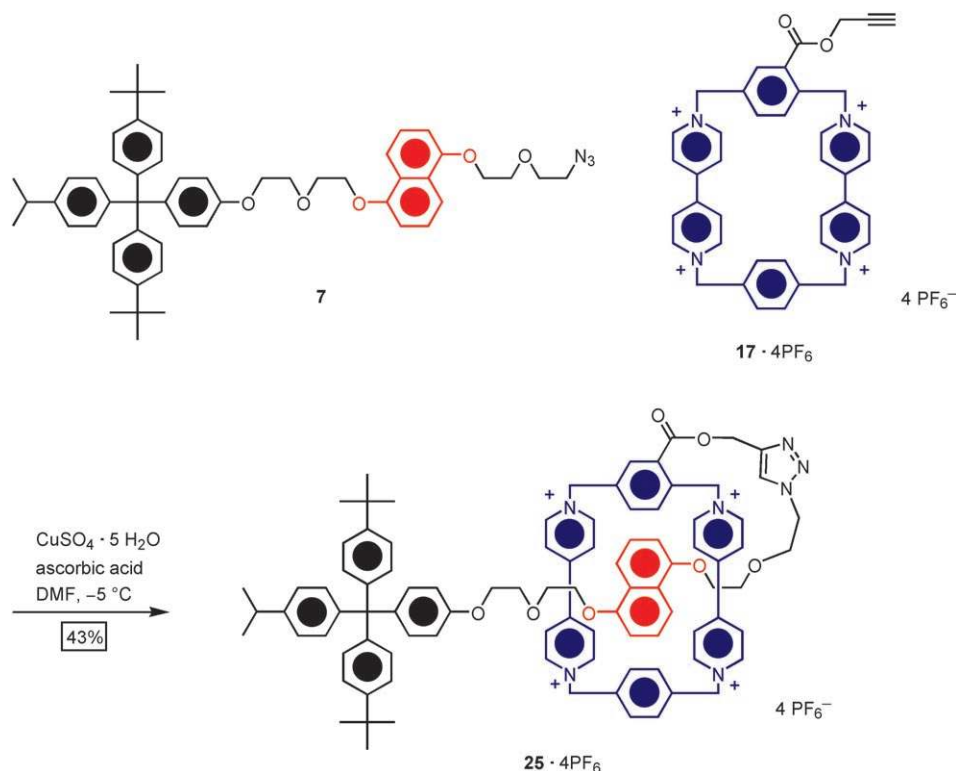 O
O
N₃
O
O
O
O
O
7
+
N
N
+
+
N
N
+
4 PF₆⁻
17 · 4PF₆
CuSO₄ · 5 H₂O
ascorbic acid
DMF, −5 °C
43%
O
O
N
N
N
+
N
N
+
O
O
O
O
O
O
+
N
N
+
4 PF₆⁻
25 · 4PF₆